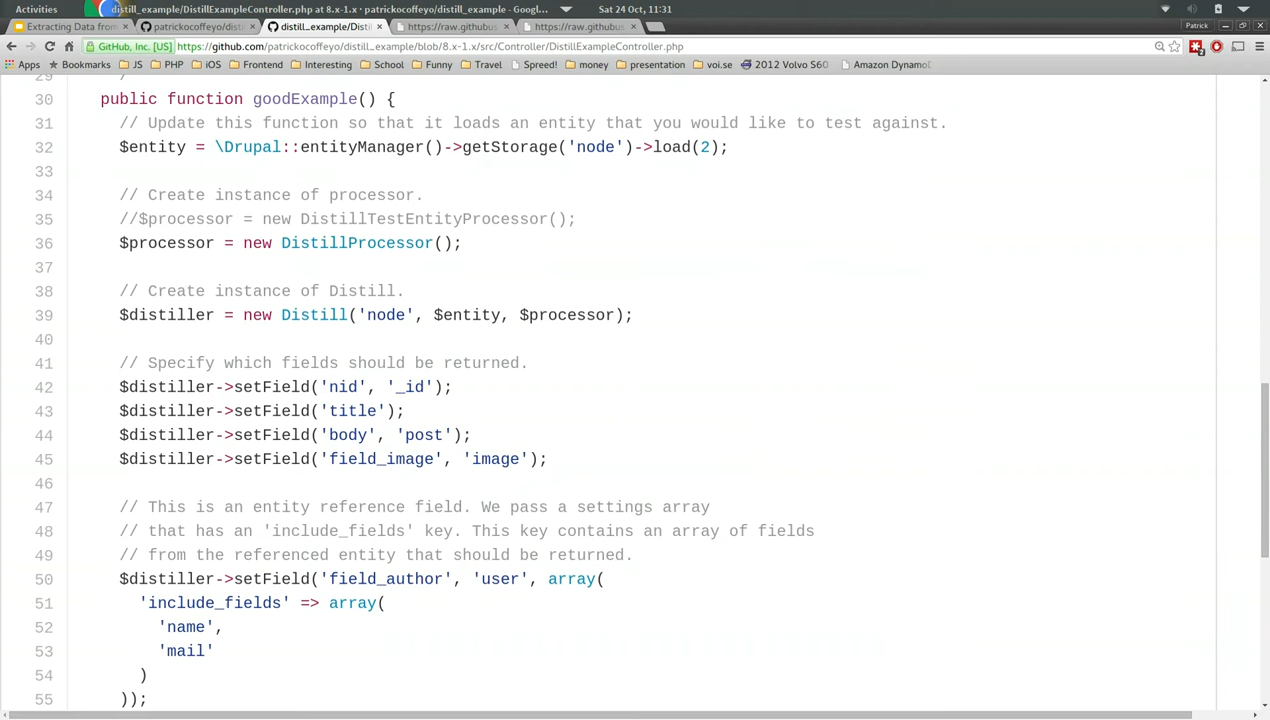 Activities
distill_example/DistillExampleController.php at 8.x-1.x · patrickocoffeyo/distill_example - Googl...
Sat 24 Oct, 11:31
Extracting Data from
patrickocoffeyo/dist
distill_example/Distil
https://raw.githubus
https://raw.githubus
Patrick
GitHub, Inc. [US]
https://github.com/patrickocoffeyo/distill_example/blob/8.x-1.x/src/Controller/DistillExampleController.php
Apps
Bookmarks
JS
PHP
iOS
Frontend
Interesting
School
Funny
Travel
Spreed!
money
presentation
voi.se
2012 Volvo S60
Amazon Dynamo
29 /
30 public function goodExample() {
31 // Update this function so that it loads an entity that you would like to test against.
32 $entity = \Drupal::entityManager()->getStorage('node')->load(2);
33
34 // Create instance of processor.
35 //$processor = new DistillTestEntityProcessor();
36 $processor = new DistillProcessor();
37
38 // Create instance of Distill.
39 $distiller = new Distill('node', $entity, $processor);
40
41 // Specify which fields should be returned.
42 $distiller->setField('nid', '_id');
43 $distiller->setField('title');
44 $distiller->setField('body', 'post');
45 $distiller->setField('field_image', 'image');
46
47 // This is an entity reference field. We pass a settings array
48 // that has an 'include_fields' key. This key contains an array of fields
49 // from the referenced entity that should be returned.
50 $distiller->setField('field_author', 'user', array(
51 'include_fields' => array(
52 'name',
53 'mail'
54 )
55 ));